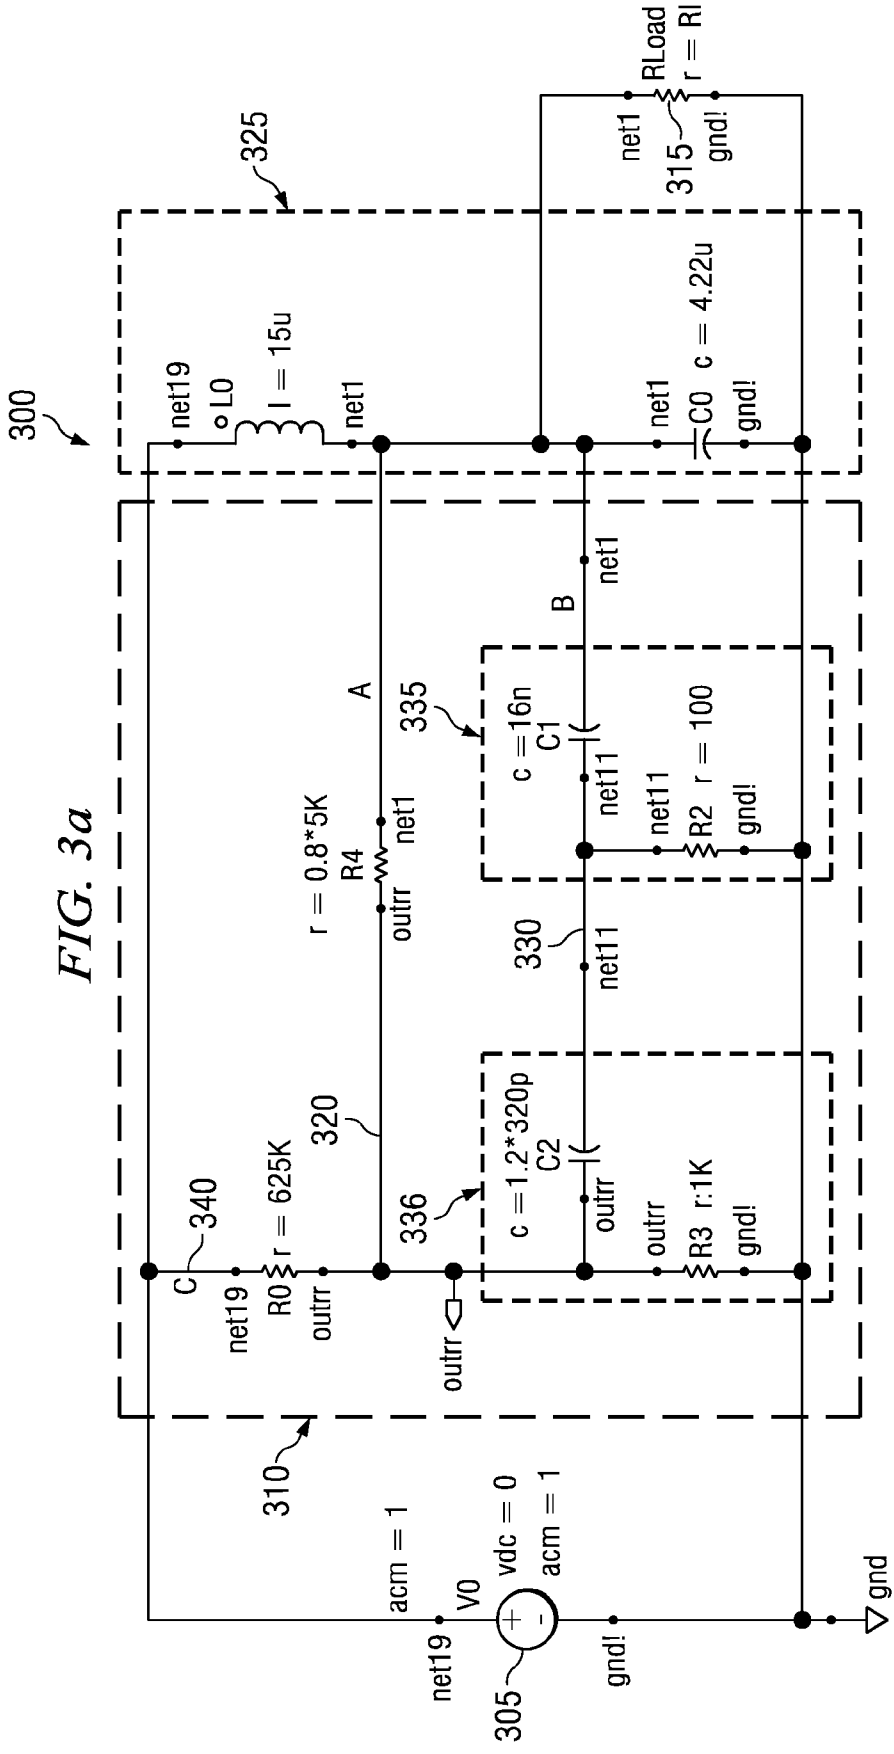 FIG. 3a
300
310
325
305
acm = 1
net19
V0
vdc = 0
acm = 1
gnd!
gnd
C
340
net19
R0
r = 625K
outrr
outrr
320
336
c =1.2*320p
C2
outrr
outrr
R3 r:1K
gnd!
r = 0.8*5K
R4
outrr
net1
A
330
net11
335
c =16n
C1
net11
net11
R2 r = 100
gnd!
B
net1
net19
L0
l = 15u
net1
net1
C0 c = 4.22u
gnd!
net1
RLoad
r = Rl
315
gnd!